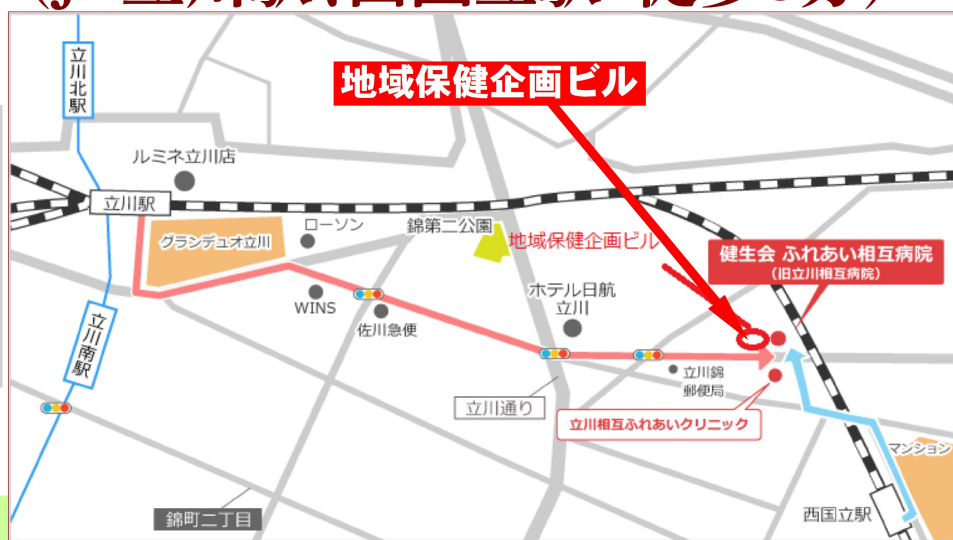 立川北駅
地域保健企画ビル
ルミネ立川店
立川駅
グランデュオ立川
ローソン
錦第二公園
地域保健企画ビル
健生会 ふれあい相互病院
(旧立川相互病院)
WINS
佐川急便
ホテル日航
立川
立川南駅
立川錦
郵便局
立川通り
立川相互ふれあいクリニック
マンション
錦町二丁目
西国立駅